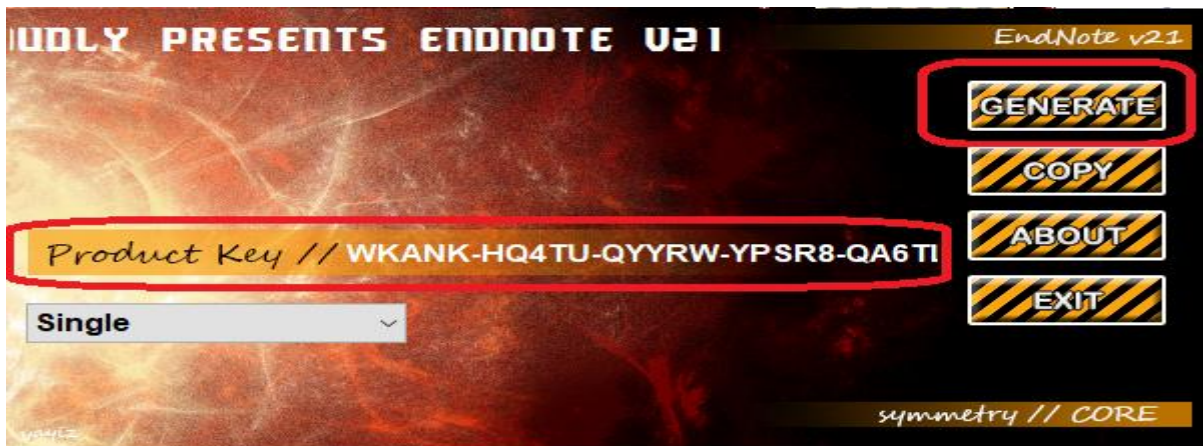 UDLY PRESENTS ENDNOTE V21
EndNote v21
GENERATE
COPY
Product Key // WKANK-HQ4TU-QYYRW-YPSR8-QA6T
ABOUT
EXIT
Single
symmetry // CORE